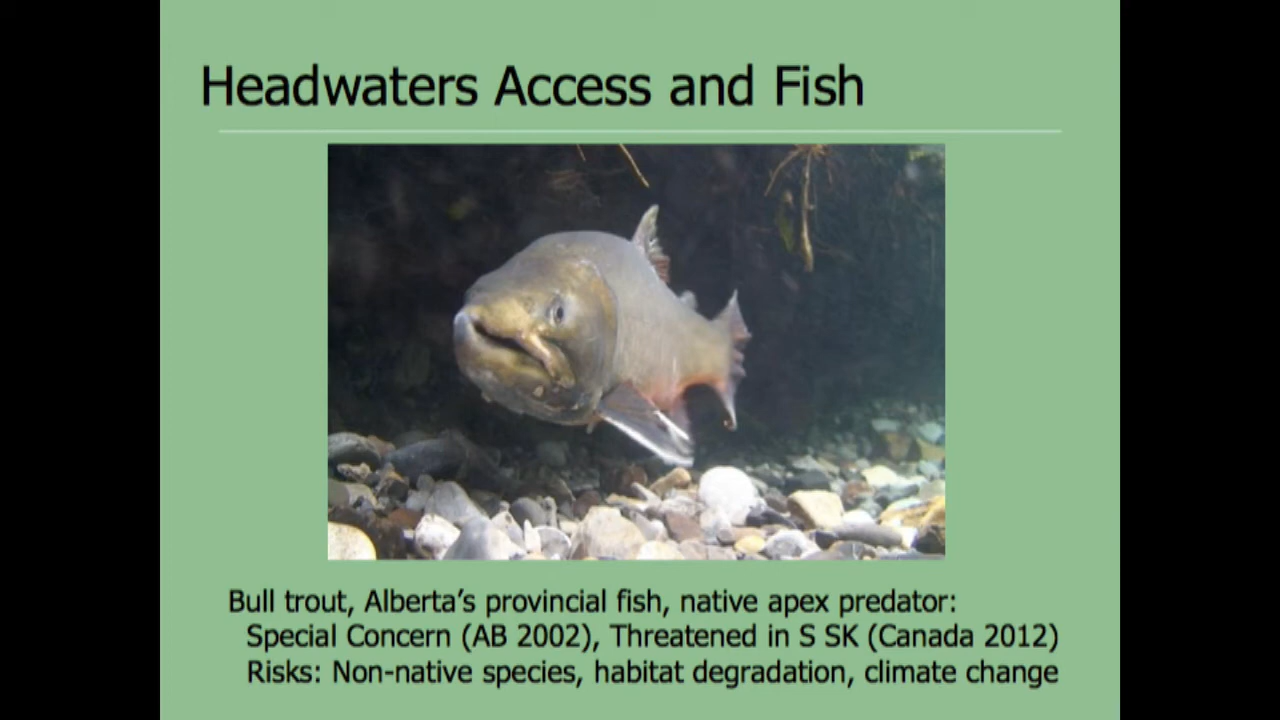 Headwaters Access and Fish
Bull trout, Alberta's provincial fish, native apex predator:
Special Concern (AB 2002), Threatened in S SK (Canada 2012)
Risks: Non-native species, habitat degradation, climate change